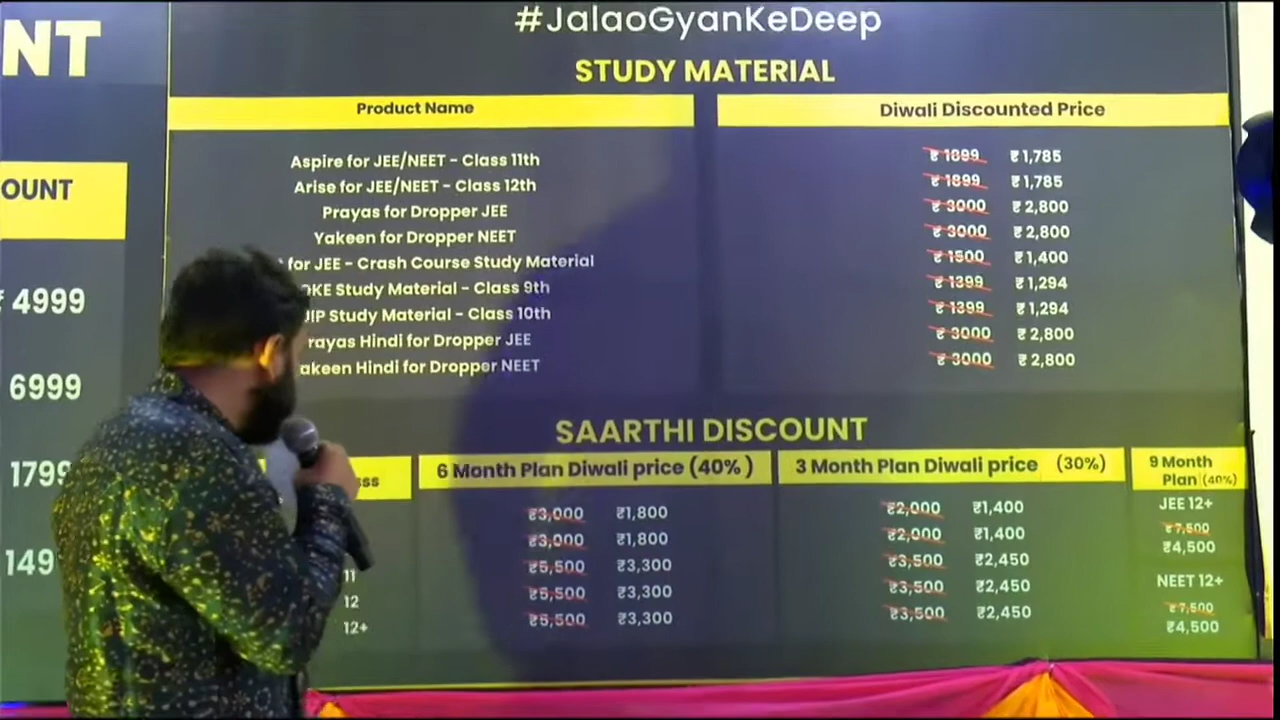 NT
OUNT
₹ 4999
6999
1799
149
#JalaoGyanKeDeep
STUDY MATERIAL
Product Name Diwali Discounted Price
Aspire for JEE/NEET - Class 11th ₹ 1899 ₹ 1,785
Arise for JEE/NEET - Class 12th ₹ 1899 ₹ 1,785
Prayas for Dropper JEE ₹ 3000 ₹ 2,800
Yakeen for Dropper NEET ₹ 3000 ₹ 2,800
for JEE - Crash Course Study Material ₹ 1500 ₹ 1,400
OKE Study Material - Class 9th ₹ 1399 ₹ 1,294
JIP Study Material - Class 10th ₹ 1399 ₹ 1,294
rayas Hindi for Dropper JEE ₹ 3000 ₹ 2,800
akeen Hindi for Dropper NEET ₹ 3000 ₹ 2,800
SAARTHI DISCOUNT
ss 6 Month Plan Diwali price (40%) 3 Month Plan Diwali price (30%) 9 Month
Plan (40%)
₹3,000 ₹1,800 ₹2,000 ₹1,400
₹3,000 ₹1,800 ₹2,000 ₹1,400
11 ₹5,500 ₹3,300 ₹3,500 ₹2,450
12 ₹5,500 ₹3,300 ₹3,500 ₹2,450
12+ ₹5,500 ₹3,300 ₹3,500 ₹2,450
JEE 12+
₹7,500
₹4,500
NEET 12+
₹7,500
₹4,500